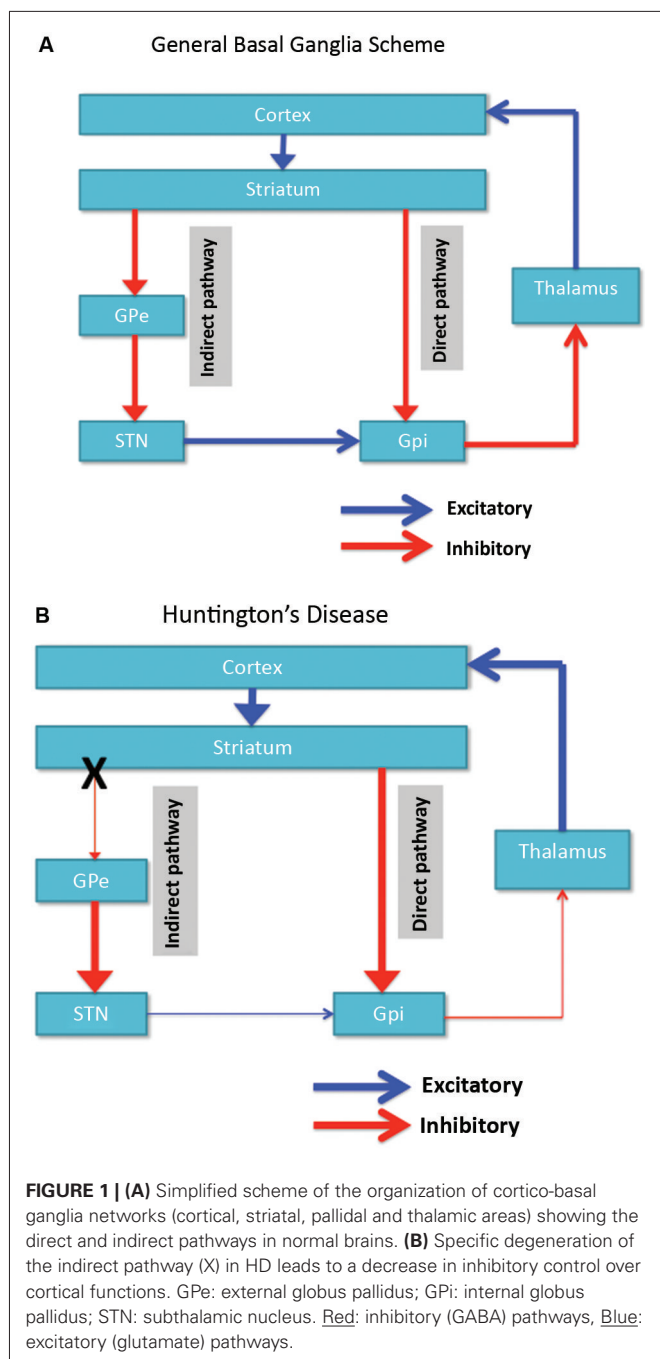 A
General Basal Ganglia Scheme
Cortex
Striatum
Indirect pathway
Direct pathway
GPe
Thalamus
STN
Gpi
Excitatory
Inhibitory
B
Huntington's Disease
Cortex
Striatum
X
Indirect pathway
Direct pathway
GPe
Thalamus
STN
Gpi
Excitatory
Inhibitory
FIGURE 1 | (A) Simplified scheme of the organization of cortico-basal
ganglia networks (cortical, striatal, pallidal and thalamic areas) showing the
direct and indirect pathways in normal brains. (B) Specific degeneration of
the indirect pathway (X) in HD leads to a decrease in inhibitory control over
cortical functions. GPe: external globus pallidus; GPi: internal globus
pallidus; STN: subthalamic nucleus. Red: inhibitory (GABA) pathways, Blue:
excitatory (glutamate) pathways.